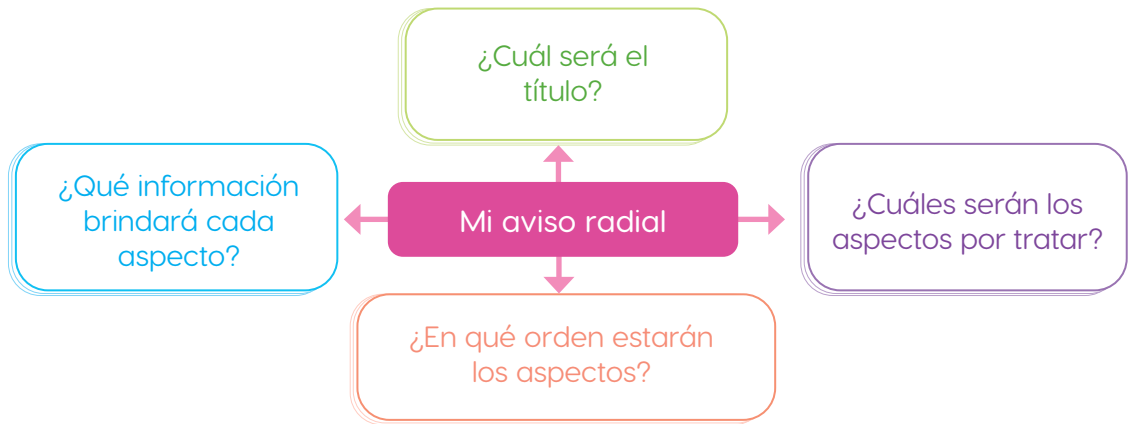 ¿Cuál será el
título?
¿Qué información
brindará cada
aspecto?
Mi aviso radial
¿Cuáles serán los
aspectos por tratar?
¿En qué orden estarán
los aspectos?